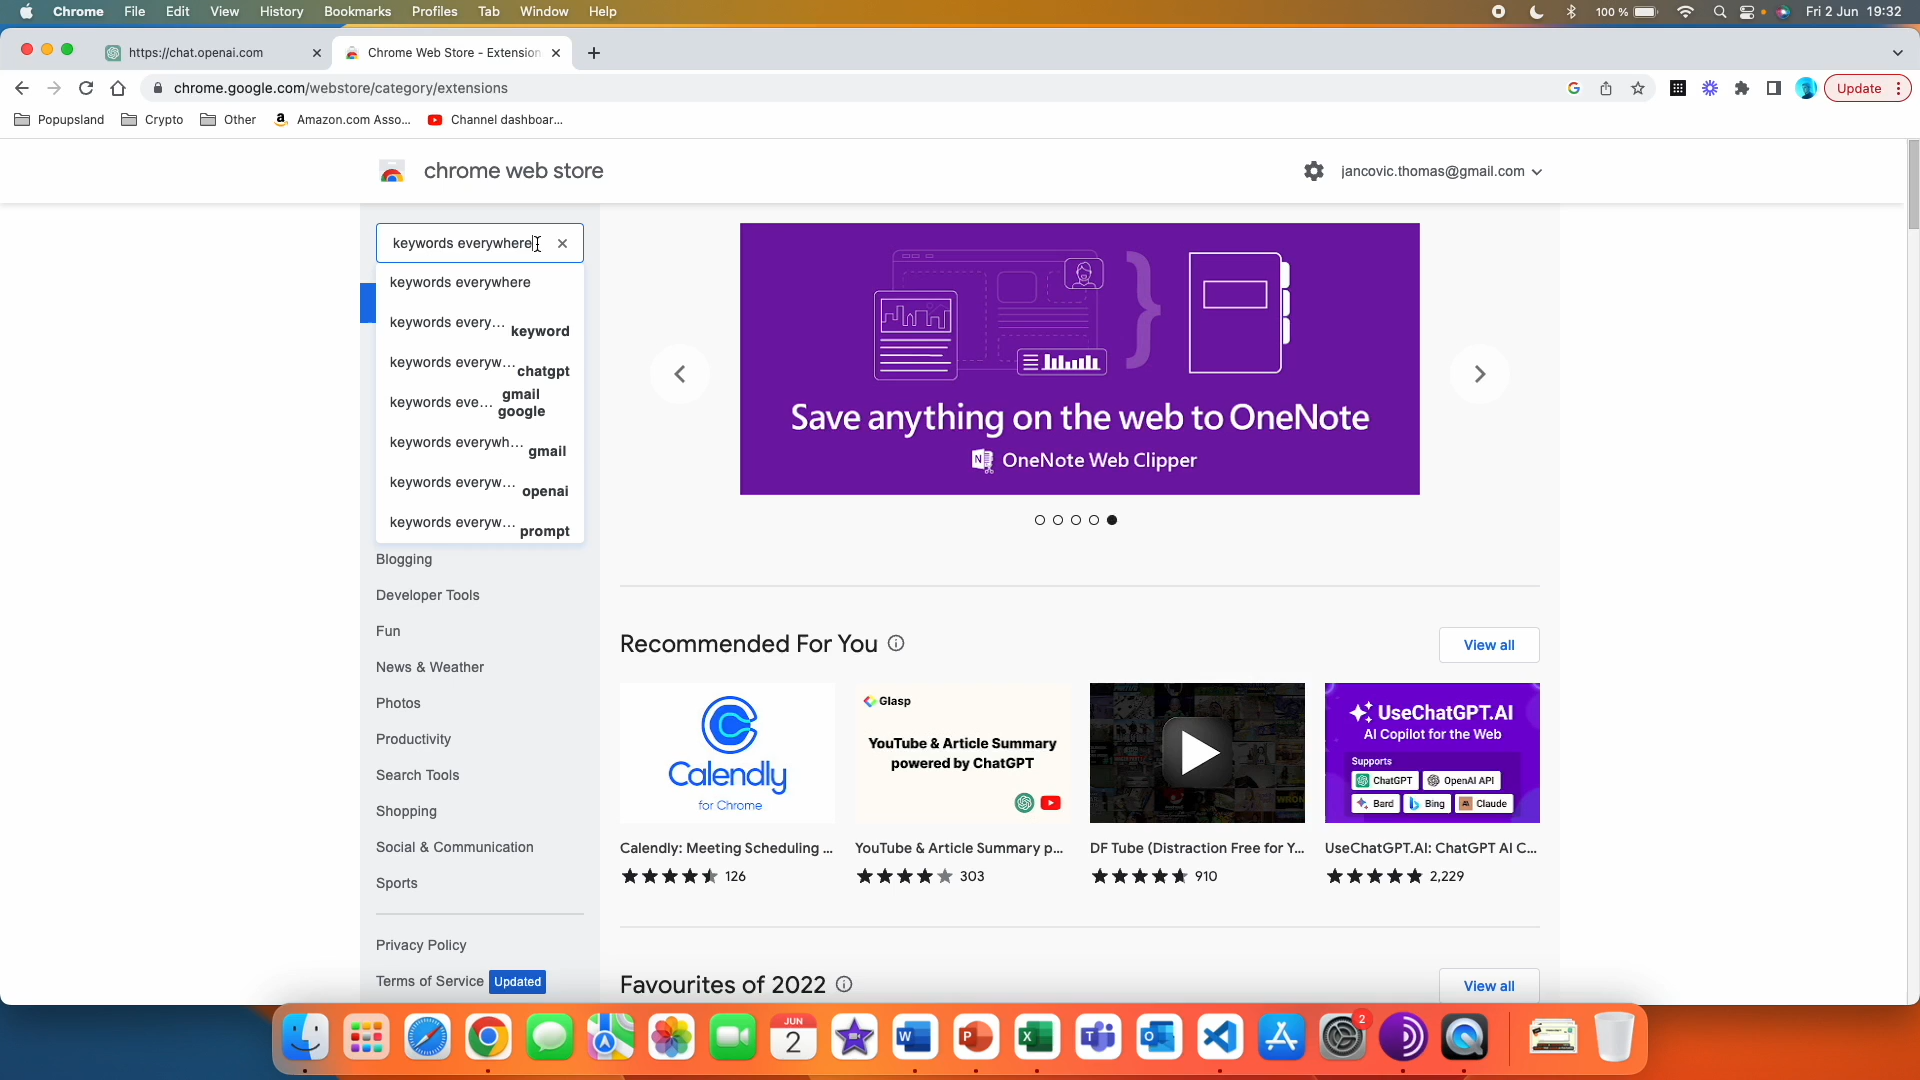 Chrome File Edit View History Bookmarks Profiles Tab Window Help
100 % Fri 2 Jun 19:32
https://chat.openai.com
Chrome Web Store - Extension
chrome.google.com/webstore/category/extensions
Update
Popupsland Crypto Other Amazon.com Asso... Channel dashboar...
chrome web store
jancovic.thomas@gmail.com
keywords everywhere
keywords everywhere
keywords every... keyword
keywords everyw... chatgpt
keywords eve... gmail google
keywords everywh... gmail
keywords everyw... openai
keywords everyw... prompt
Blogging
Developer Tools
Fun
News & Weather
Photos
Productivity
Search Tools
Shopping
Social & Communication
Sports
Privacy Policy
Terms of Service Updated
Save anything on the web to OneNote
OneNote Web Clipper
Recommended For You
View all
Calendly
for Chrome
Calendly: Meeting Scheduling ...
126
Glasp
YouTube & Article Summary
powered by ChatGPT
YouTube & Article Summary p...
303
DF Tube (Distraction Free for Y...
910
UseChatGPT.AI
AI Copilot for the Web
Supports
ChatGPT OpenAI API
Bard Bing Claude
UseChatGPT.AI: ChatGPT AI C...
2,229
Favourites of 2022
View all
JUN
2
2